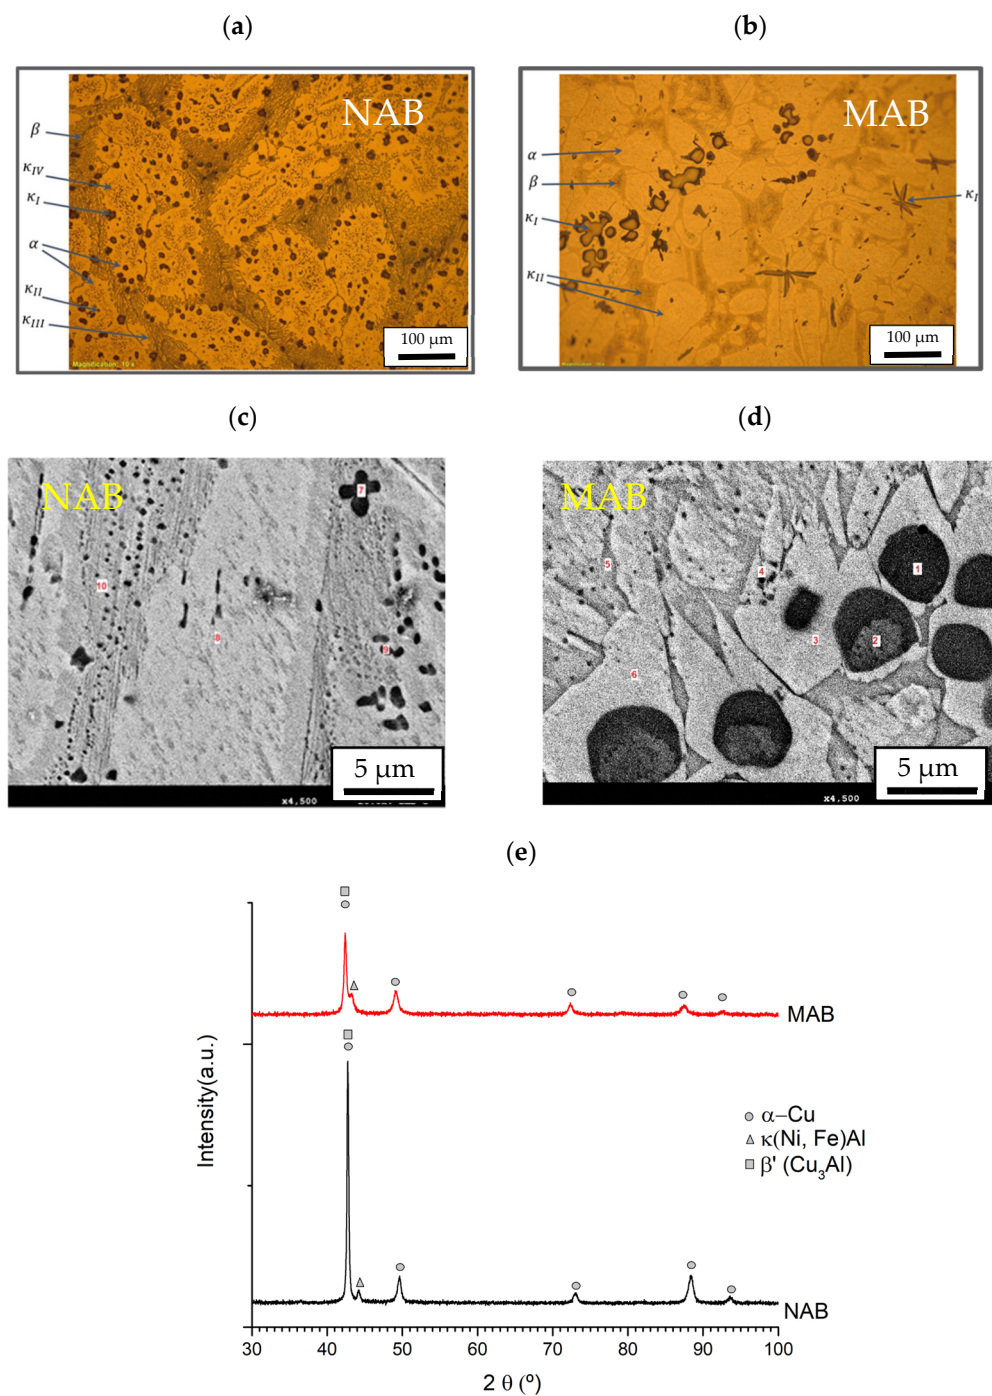 (a)
(b)
NAB
β
κIV
κI
α
κII
κIII
100 μm
Magnification: 10 x
MAB
α
β
κI
κII
κI
100 μm
(c)
(d)
NAB
7
10
8
9
5 μm
x4,500
MAB
1
5
4
3
2
6
5 μm
x4,500
(e)
Intensity(a.u.)
MAB
α–Cu
κ(Ni, Fe)Al
β' (Cu3Al)
NAB
30 40 50 60 70 80 90 100
2 θ (º)